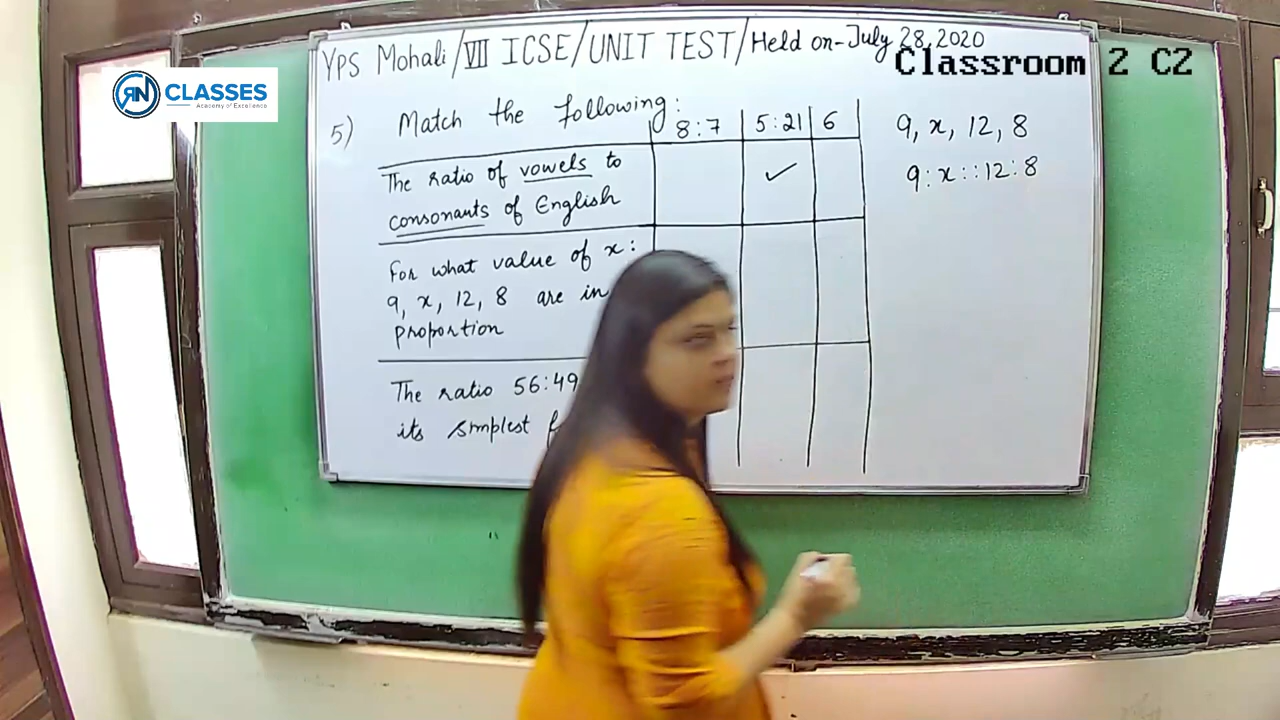 YPS Mohali/VII ICSE/UNIT TEST/Held on-July 28, 2020
Classroom 2 C2
RN CLASSES
Academy of Excellence
5) Match the following:
8:7 5:21 6
The ratio of vowels to
consonants of English
✓
For what value of x:
9, x, 12, 8 are in
proportion
The ratio 56:49
its simplest
9, x, 12, 8
9:x::12:8